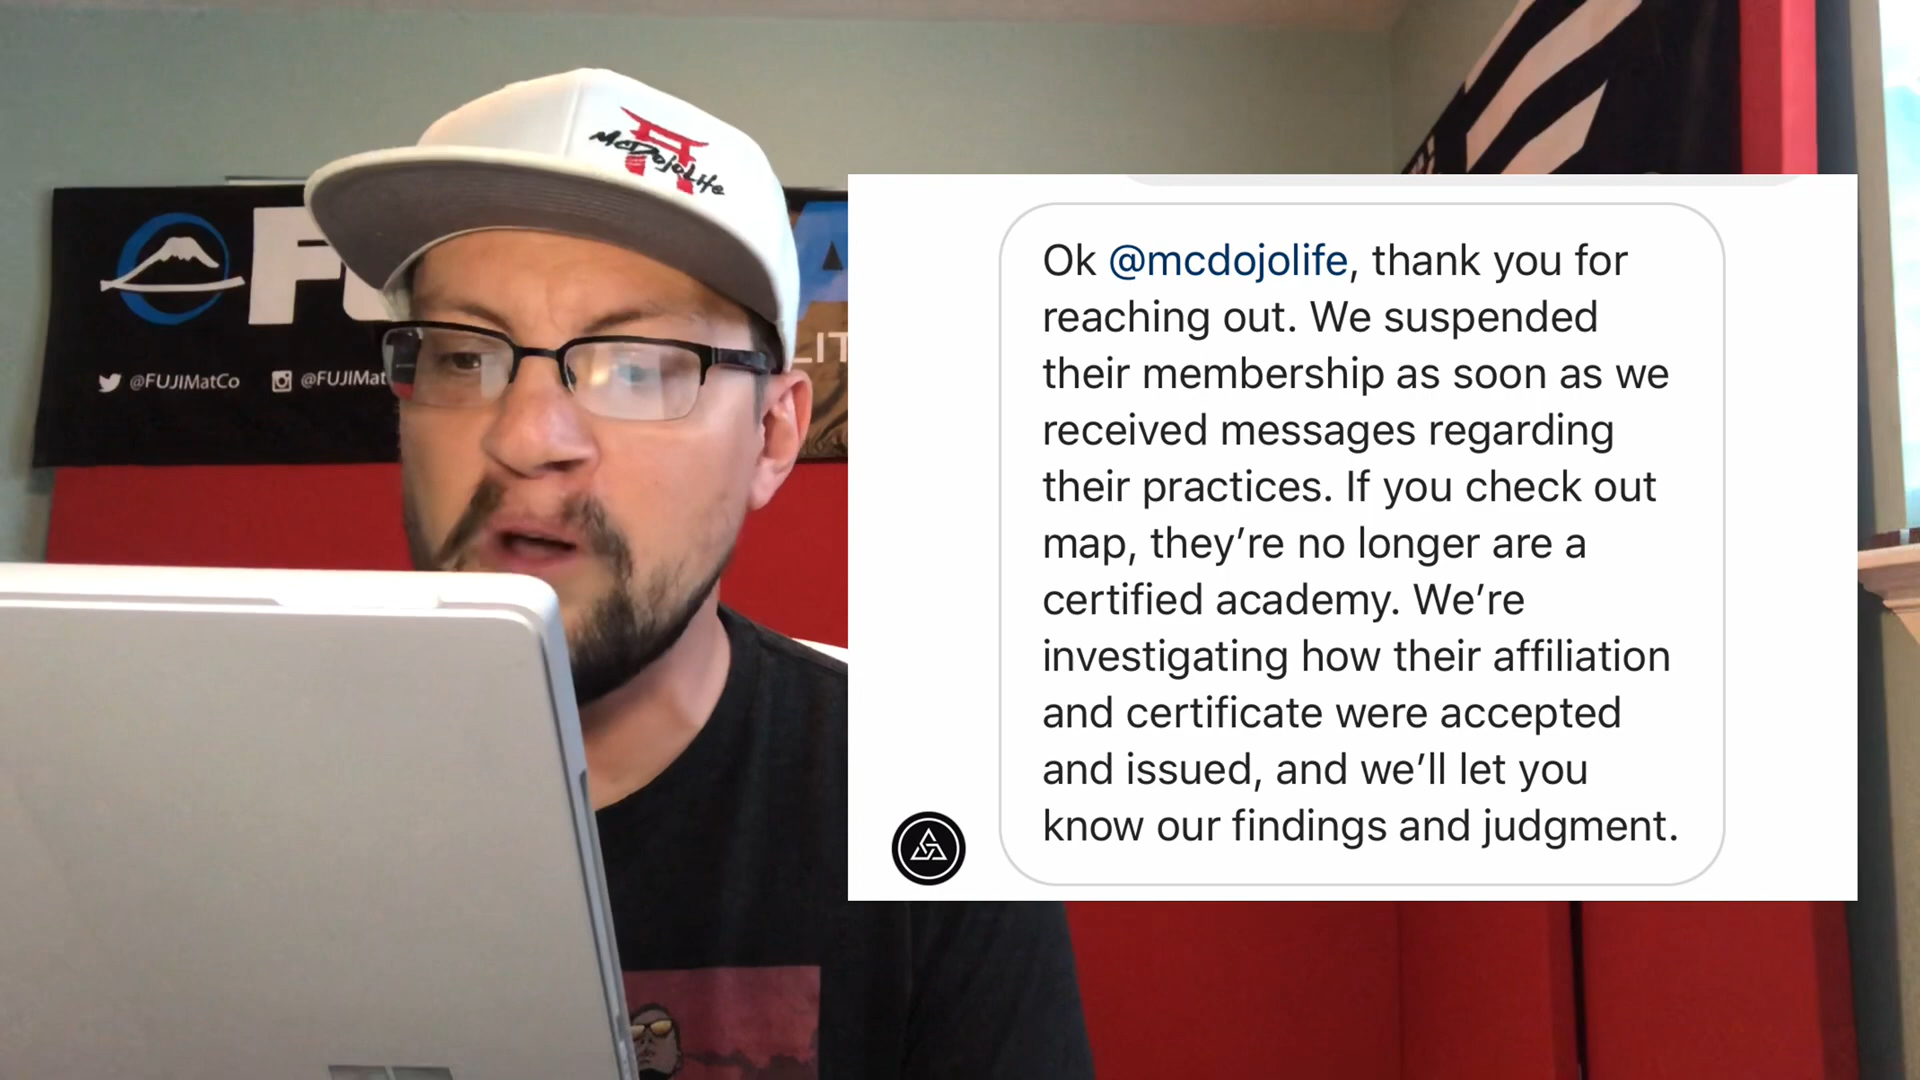 McDojoLife
@FUJIMatCo
@FUJIMat
Ok @mcdojolife, thank you for
reaching out. We suspended
their membership as soon as we
received messages regarding
their practices. If you check out
map, they're no longer are a
certified academy. We're
investigating how their affiliation
and certificate were accepted
and issued, and we'll let you
know our findings and judgment.